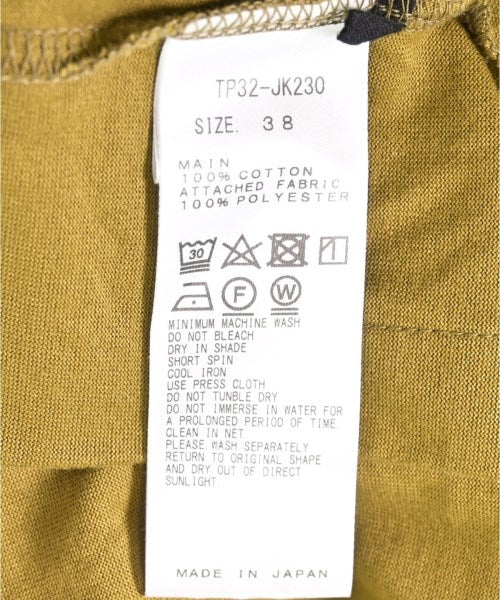 TP32-JK230
SIZE. 38
MAIN
100% COTTON
ATTACHED FABRIC
100% POLYESTER
30
F W
MINIMUM MACHINE WASH
DO NOT BLEACH
DRY IN SHADE
SHORT SPIN
COOL IRON
USE PRESS CLOTH
DO NOT TUMBLE DRY
DO NOT IMMERSE IN WATER FOR
A PROLONGED PERIOD OF TIME
CLEAN IN NET
PLEASE WASH SEPARATELY
RETURN TO ORIGINAL SHAPE
AND DRY OUT OF DIRECT
SUNLIGHT.
MADE IN JAPAN